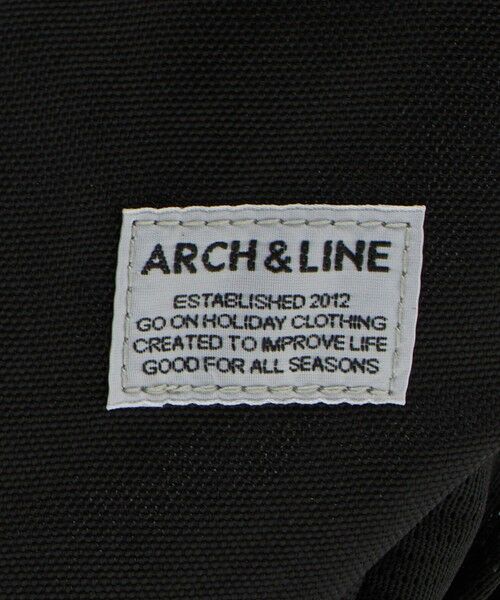 ARCH & LINE
ESTABLISHED 2012
GO ON HOLIDAY CLOTHING
CREATED TO IMPROVE LIFE
GOOD FOR ALL SEASONS